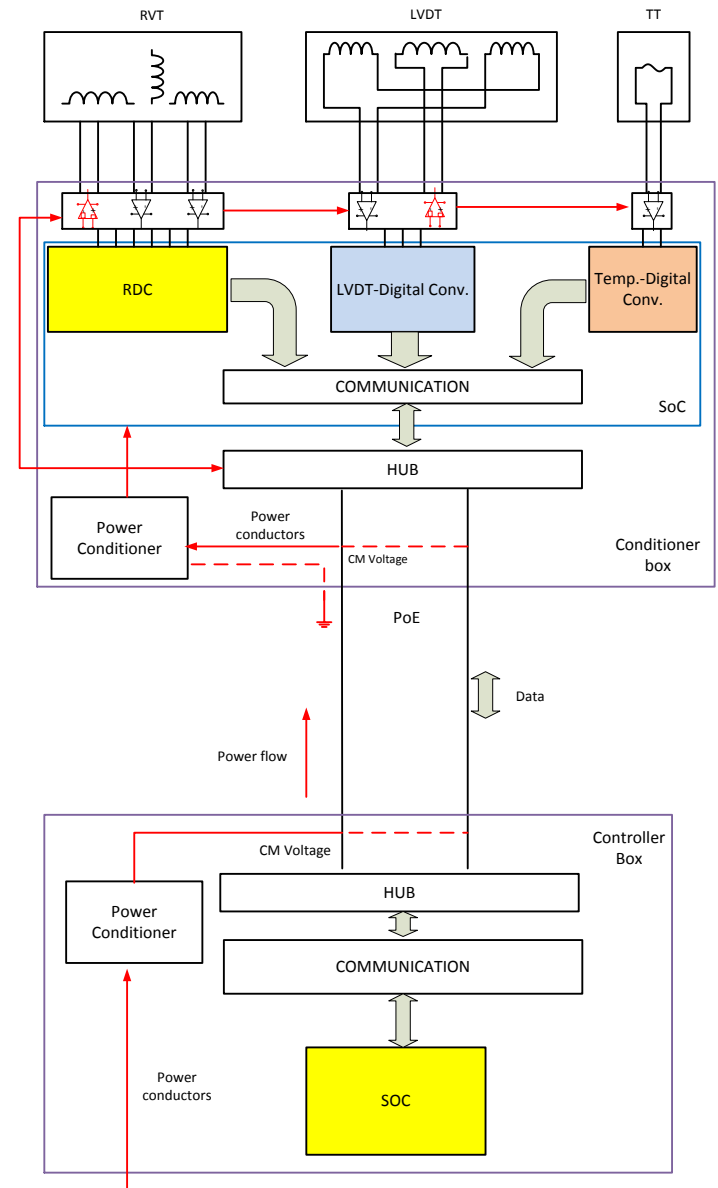 RVT
LVDT
TT
RDC
LVDT-Digital Conv.
Temp.-Digital
Conv.
COMMUNICATION
SoC
HUB
Power
Conditioner
Power
conductors
CM Voltage
Conditioner
box
PoE
Data
Power flow
Controller
Box
CM Voltage
HUB
Power
Conditioner
COMMUNICATION
SOC
Power
conductors